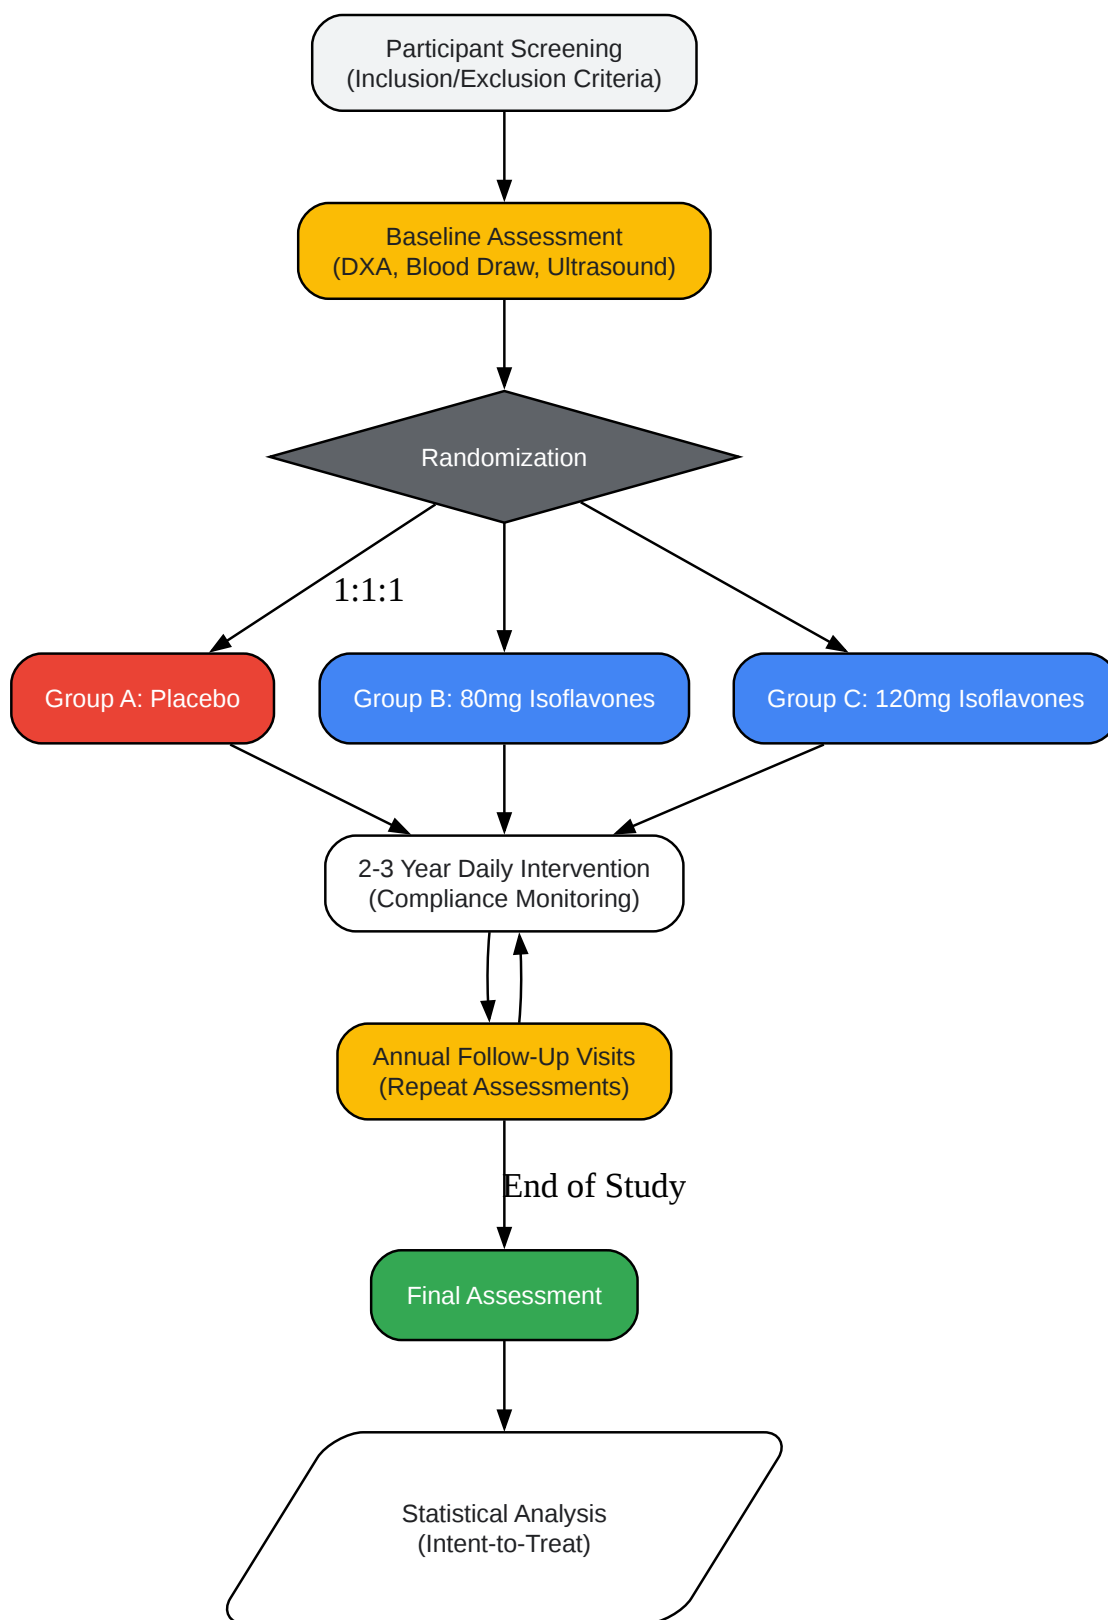 Participant Screening
(Inclusion/Exclusion Criteria)
Baseline Assessment
(DXA, Blood Draw, Ultrasound)
Randomization
1:1:1
Group A: Placebo
Group B: 80mg Isoflavones
Group C: 120mg Isoflavones
2-3 Year Daily Intervention
(Compliance Monitoring)
Annual Follow-Up Visits
(Repeat Assessments)
End of Study
Final Assessment
Statistical Analysis
(Intent-to-Treat)